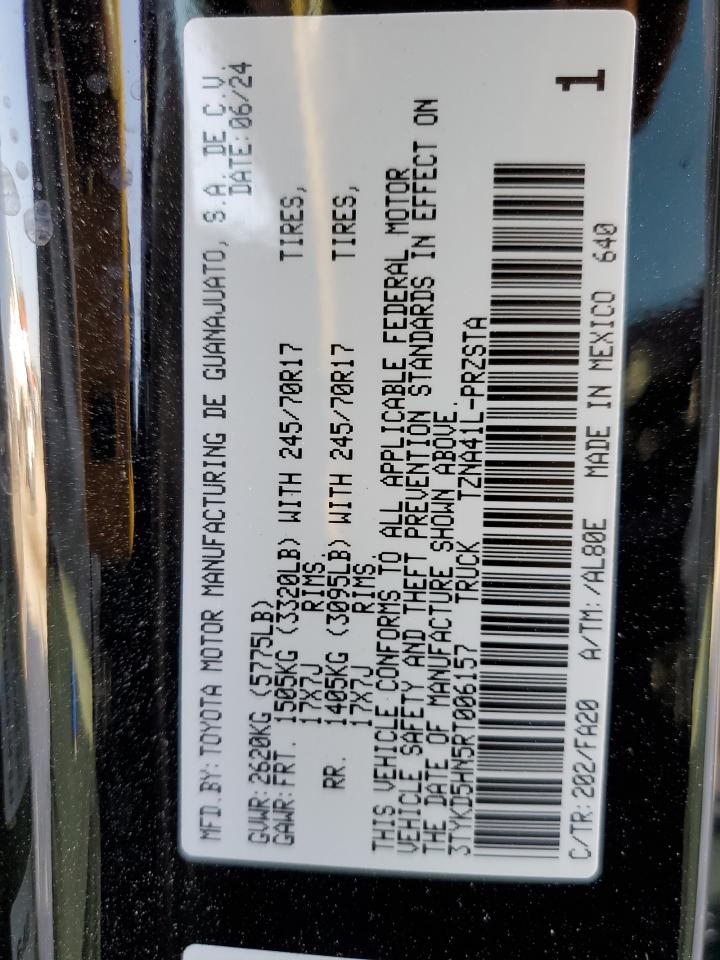 MFD.BY: TOYOTA MOTOR MANUFACTURING DE GUANAJUATO, S.A. DE C.V.
DATE: 06/24
GVWR: 2620KG (5775LB)
GAWR: FRT. 1505KG (3320LB) WITH 245/70R17 TIRES,
17X7J RIMS.
RR. 1405KG (3095LB) WITH 245/70R17 TIRES,
17X7J RIMS.
THIS VEHICLE CONFORMS TO ALL APPLICABLE FEDERAL MOTOR
VEHICLE SAFETY AND THEFT PREVENTION STANDARDS IN EFFECT ON
THE DATE OF MANUFACTURE SHOWN ABOVE.
3TYKD5HN5RT006157 TRUCK TZNA41L-PRZSTA
C/TR: 202/FA20 A/TM: /AL80E MADE IN MEXICO 640
1